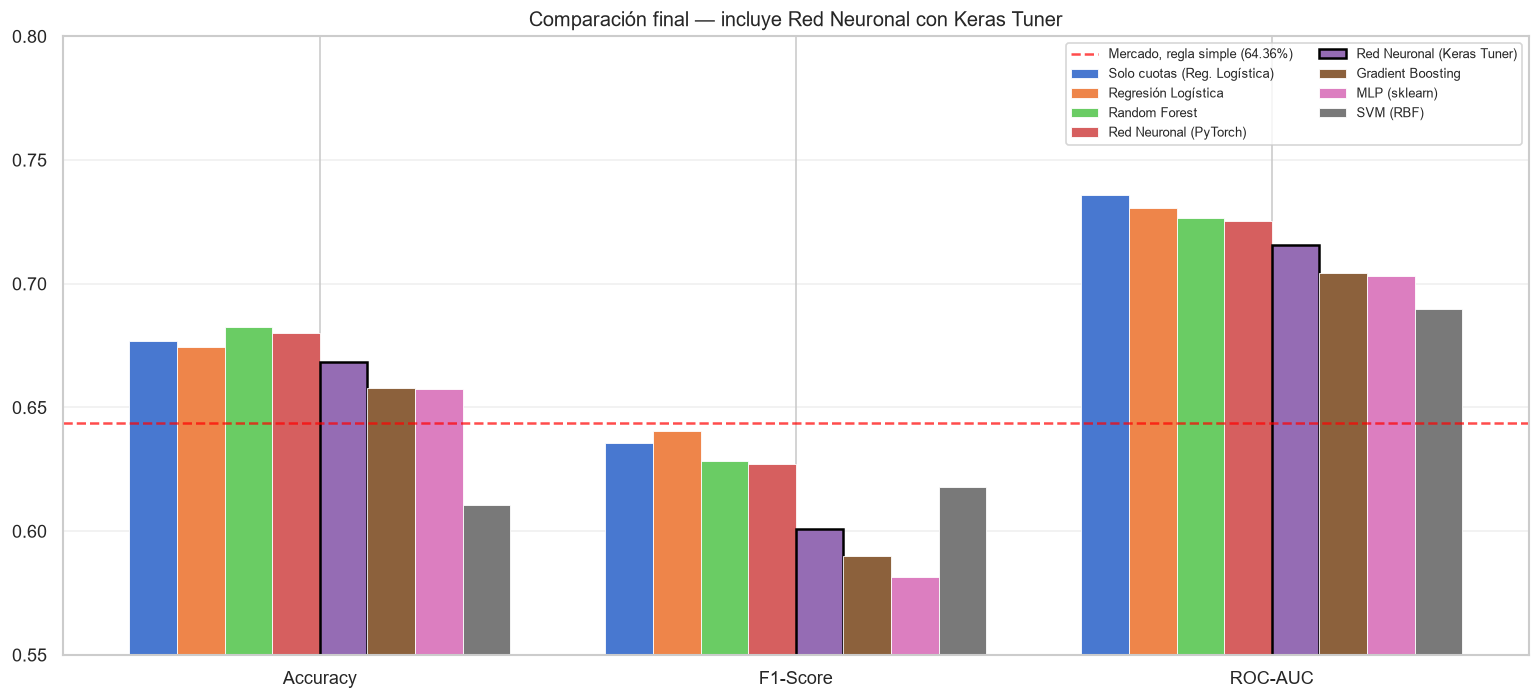 Comparación final — incluye Red Neuronal con Keras Tuner
0.80
0.75
0.70
0.65
0.60
0.55
Mercado, regla simple (64.36%)
Solo cuotas (Reg. Logística)
Regresión Logística
Random Forest
Red Neuronal (PyTorch)
Red Neuronal (Keras Tuner)
Gradient Boosting
MLP (sklearn)
SVM (RBF)
Accuracy
F1-Score
ROC-AUC